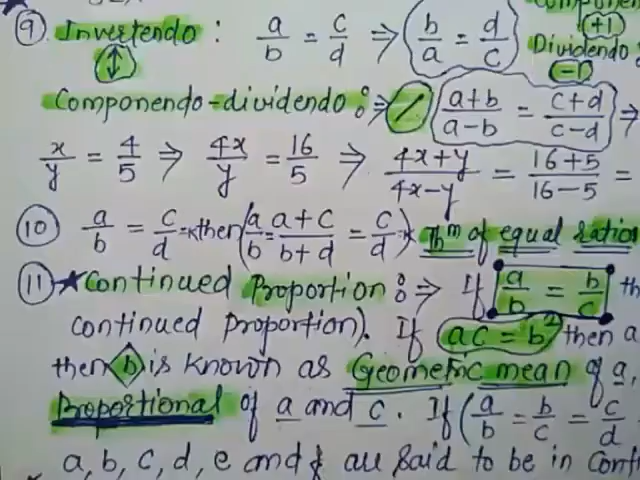 Componen
⑨ Invertendo : a/b = c/d ⇒ b/a = d/c (+1)
(↕) Dividendo :
(-1)
Componendo-dividendo : ⇒ (a+b)/(a-b) = (c+d)/(c-d) ⇒
x/y = 4/5 ⇒ 4x/y = 16/5 ⇒ (4x+y)/(4x-y) = (16+5)/(16-5) =
⑩ a/b = c/d then (a/b = (a+c)/(b+d) = c/d) * Thm of equal ratios
⑪ ★ Continued Proportion : ⇒ If a/b = b/c th
continued proportion). If ac = b² then a
then b is known as Geometric mean of a,
Proportional of a and c. If (a/b = b/c = c/d
a, b, c, d, e and f all said to be in Cont